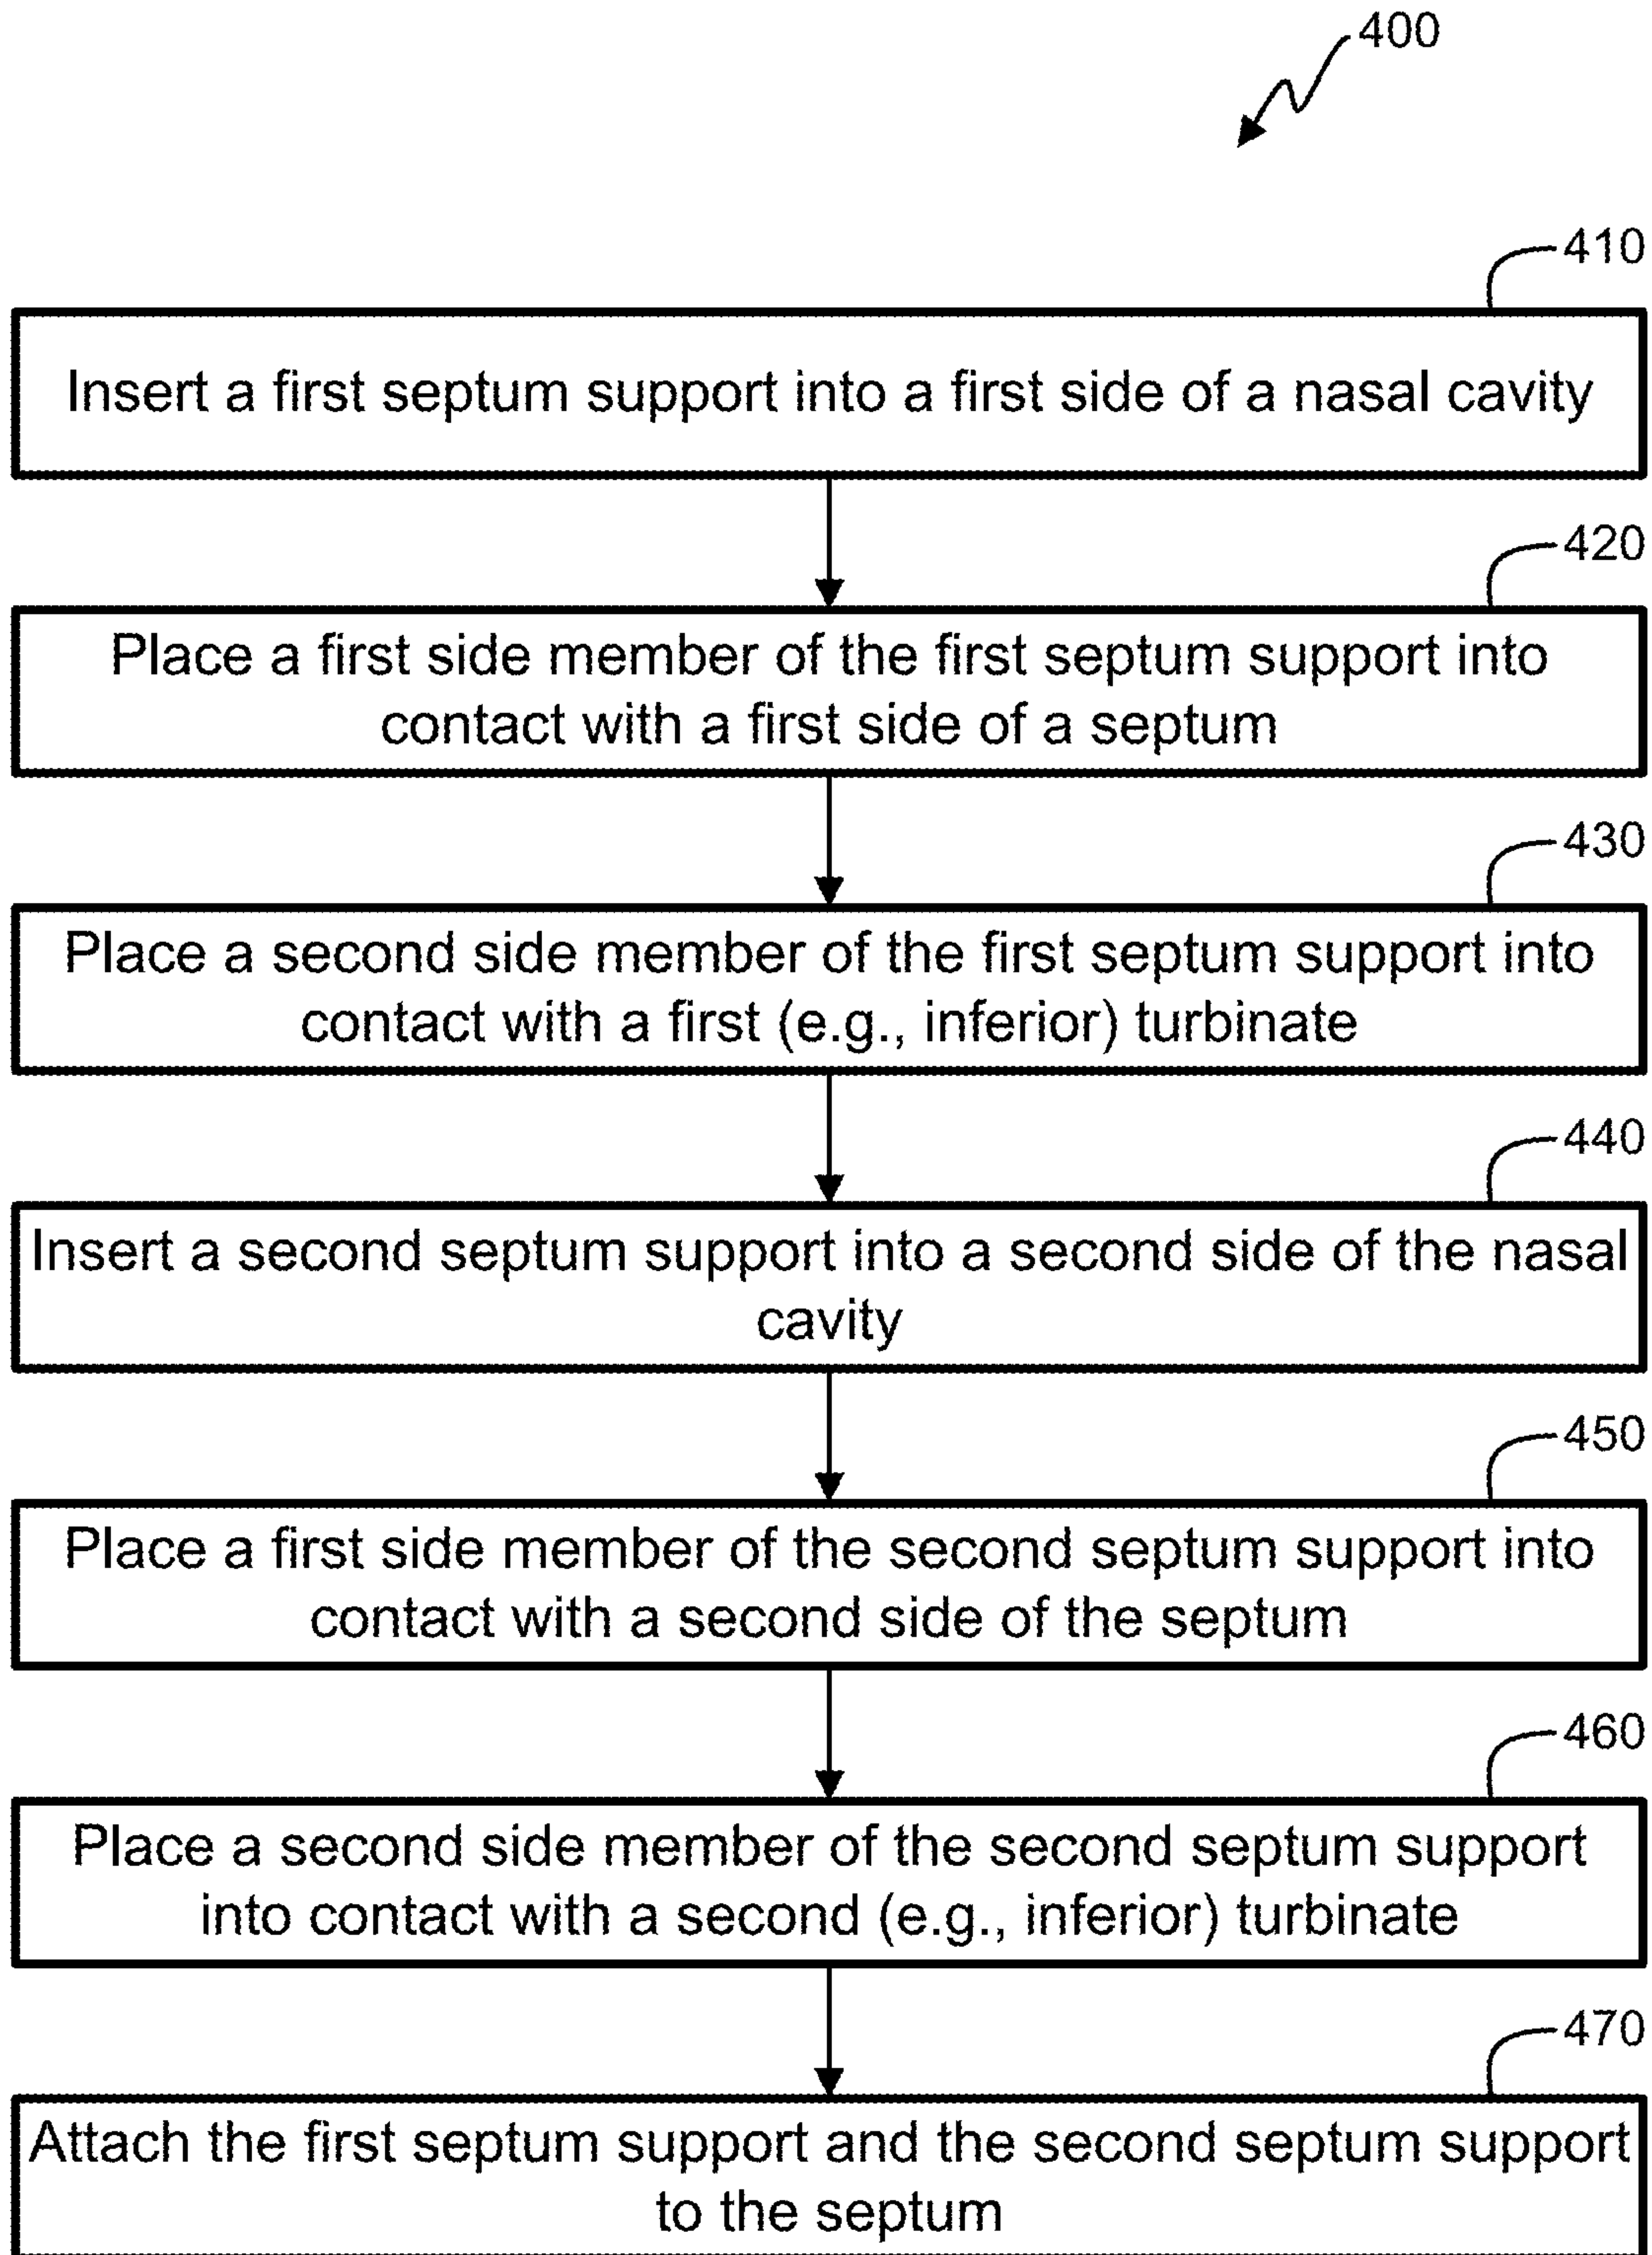 400
410
Insert a first septum support into a first side of a nasal cavity
420
Place a first side member of the first septum support into
contact with a first side of a septum
430
Place a second side member of the first septum support into
contact with a first (e.g., inferior) turbinate
440
Insert a second septum support into a second side of the nasal
cavity
450
Place a first side member of the second septum support into
contact with a second side of the septum
460
Place a second side member of the second septum support
into contact with a second (e.g., inferior) turbinate
470
Attach the first septum support and the second septum support
to the septum